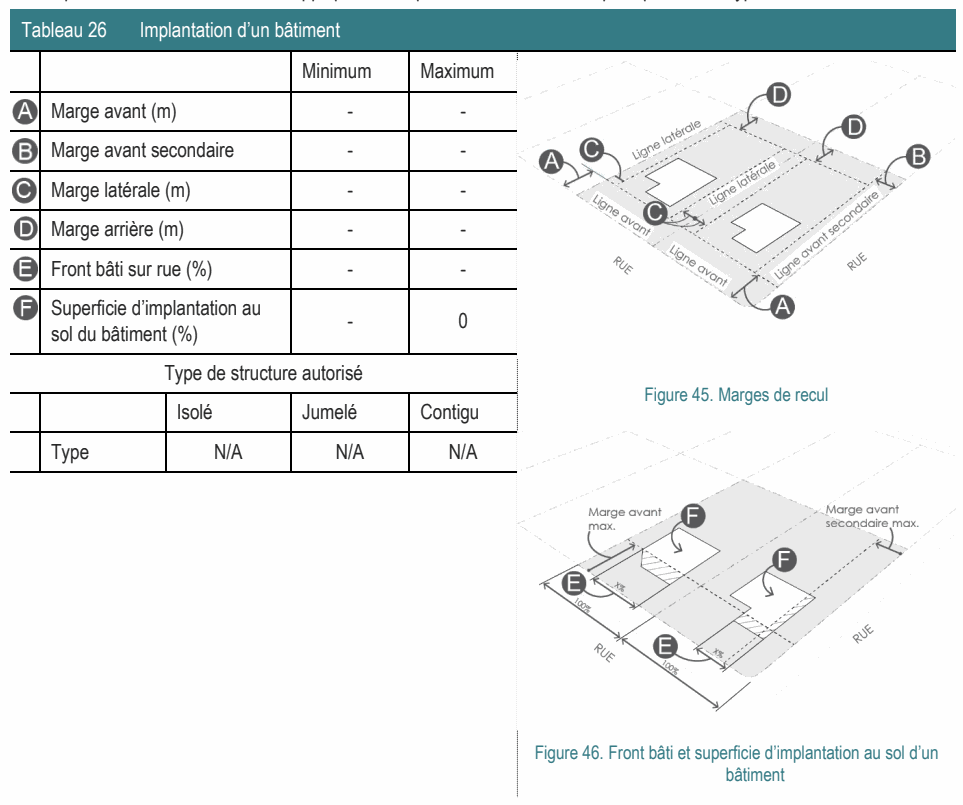 Tableau 26 Implantation d’un bâtiment
Minimum Maximum
A Marge avant (m) - -
B Marge avant secondaire - -
C Marge latérale (m) - -
D Marge arrière (m) - -
E Front bâti sur rue (%) - -
F Superficie d’implantation au
sol du bâtiment (%) - 0
Type de structure autorisé
Isolé Jumelé Contigu
Type N/A N/A N/A
D
D
Ligne latérale
C
A
B
Ligne latérale
C
Ligne avant
Ligne avant secondaire
Ligne avant
RUE
RUE
A
Figure 45. Marges de recul
Marge avant
max.
F
Marge avant
secondaire max.
F
E
X%
100%
RUE
E
X%
100%
RUE
Figure 46. Front bâti et superficie d’implantation au sol d’un
bâtiment